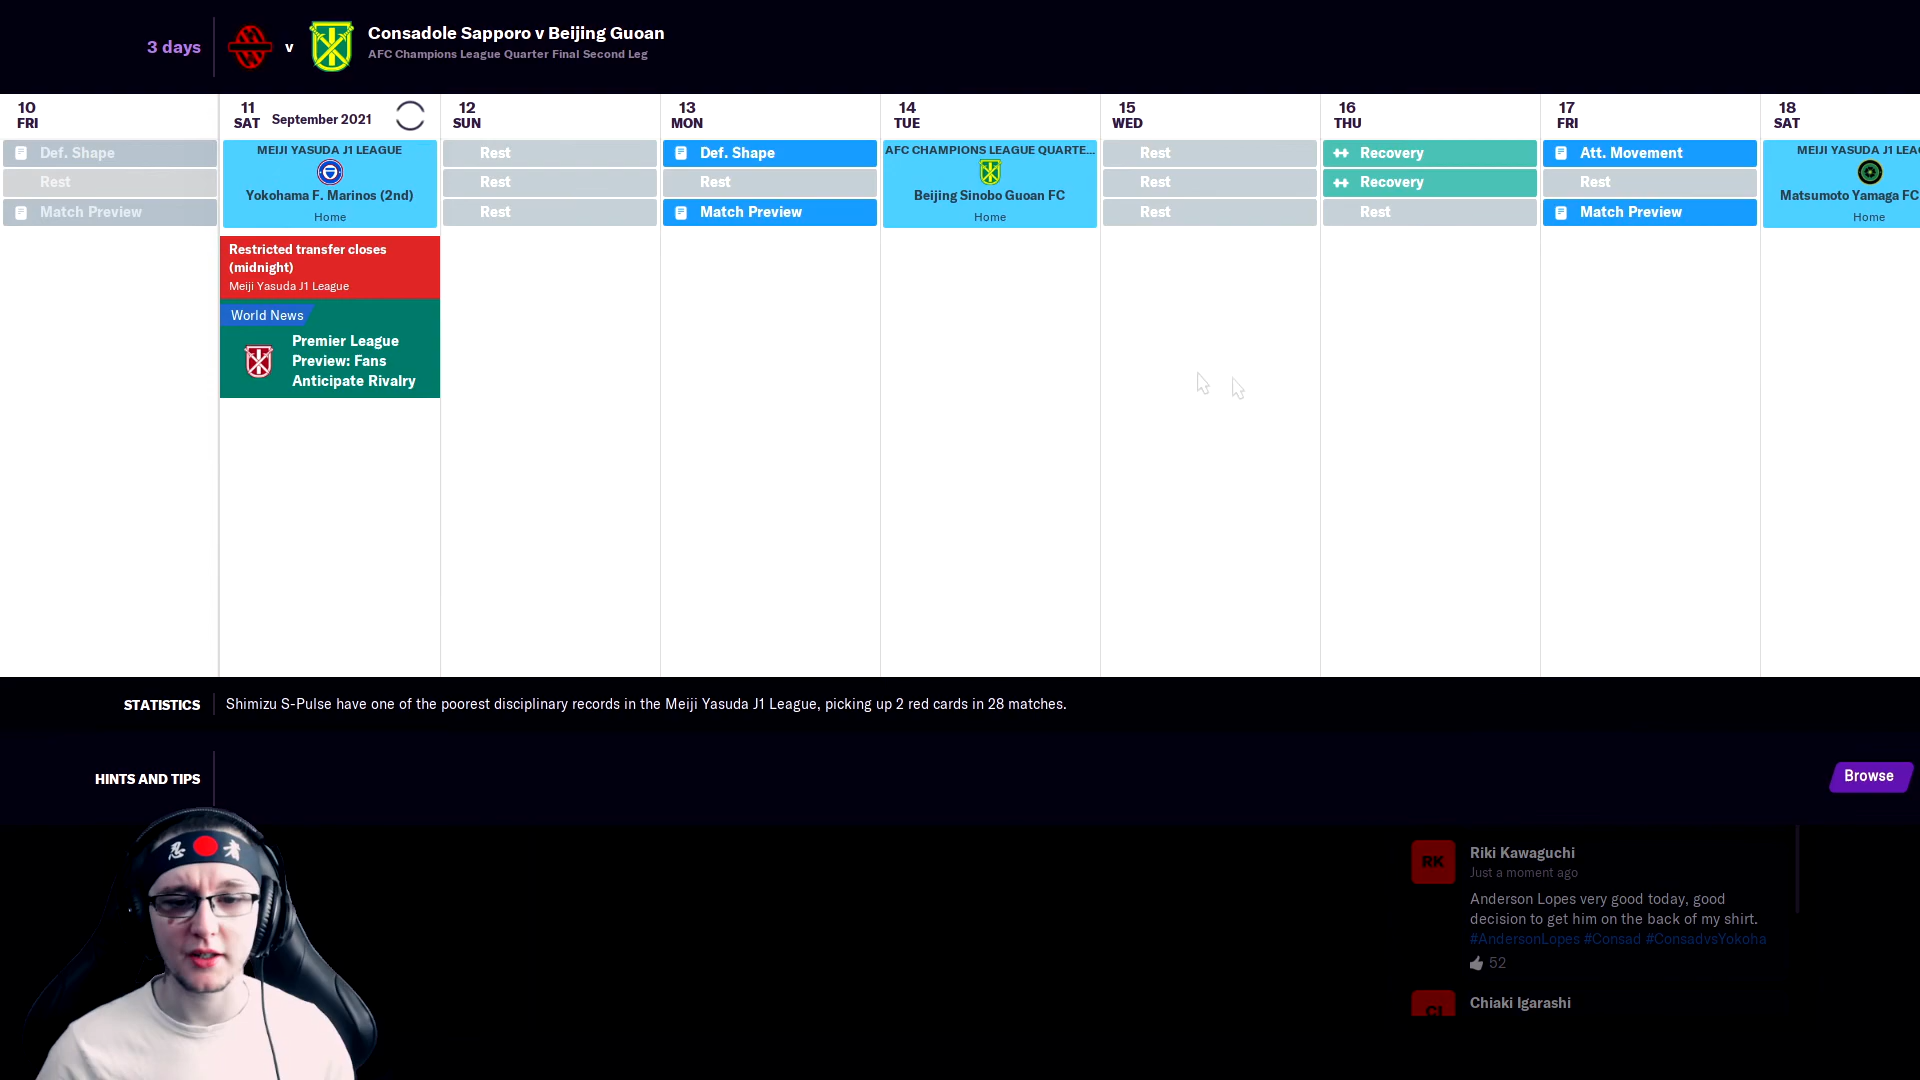 3 days
v
Consadole Sapporo v Beijing Guoan
AFC Champions League Quarter Final Second Leg
10
FRI
11
SAT
September 2021
12
SUN
13
MON
14
TUE
15
WED
16
THU
17
FRI
18
SAT
Def. Shape
Rest
Match Preview
MEIJI YASUDA J1 LEAGUE
Yokohama F. Marinos (2nd)
Home
Restricted transfer closes
(midnight)
Meiji Yasuda J1 League
World News
Premier League
Preview: Fans
Anticipate Rivalry
Rest
Rest
Rest
Def. Shape
Rest
Match Preview
AFC CHAMPIONS LEAGUE QUARTE...
Beijing Sinobo Guoan FC
Home
Rest
Rest
Rest
Recovery
Recovery
Rest
Att. Movement
Rest
Match Preview
MEIJI YASUDA J1 LEAG
Matsumoto Yamaga FC
Home
STATISTICS
Shimizu S-Pulse have one of the poorest disciplinary records in the Meiji Yasuda J1 League, picking up 2 red cards in 28 matches.
HINTS AND TIPS
Browse
忍 者
RK
Riki Kawaguchi
Just a moment ago
Anderson Lopes very good today, good
decision to get him on the back of my shirt.
#AndersonLopes #Consad #ConsadvsYokoha
52
CI
Chiaki Igarashi